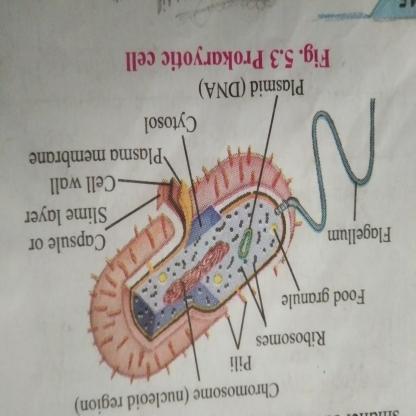 Chromosome (nucleoid region)
Pili
Ribosomes
Food granule
Flagellum
Capsule or
Slime layer
Cell wall
Plasma membrane
Cytosol
Plasmid (DNA)
Fig. 5.3 Prokaryotic cell